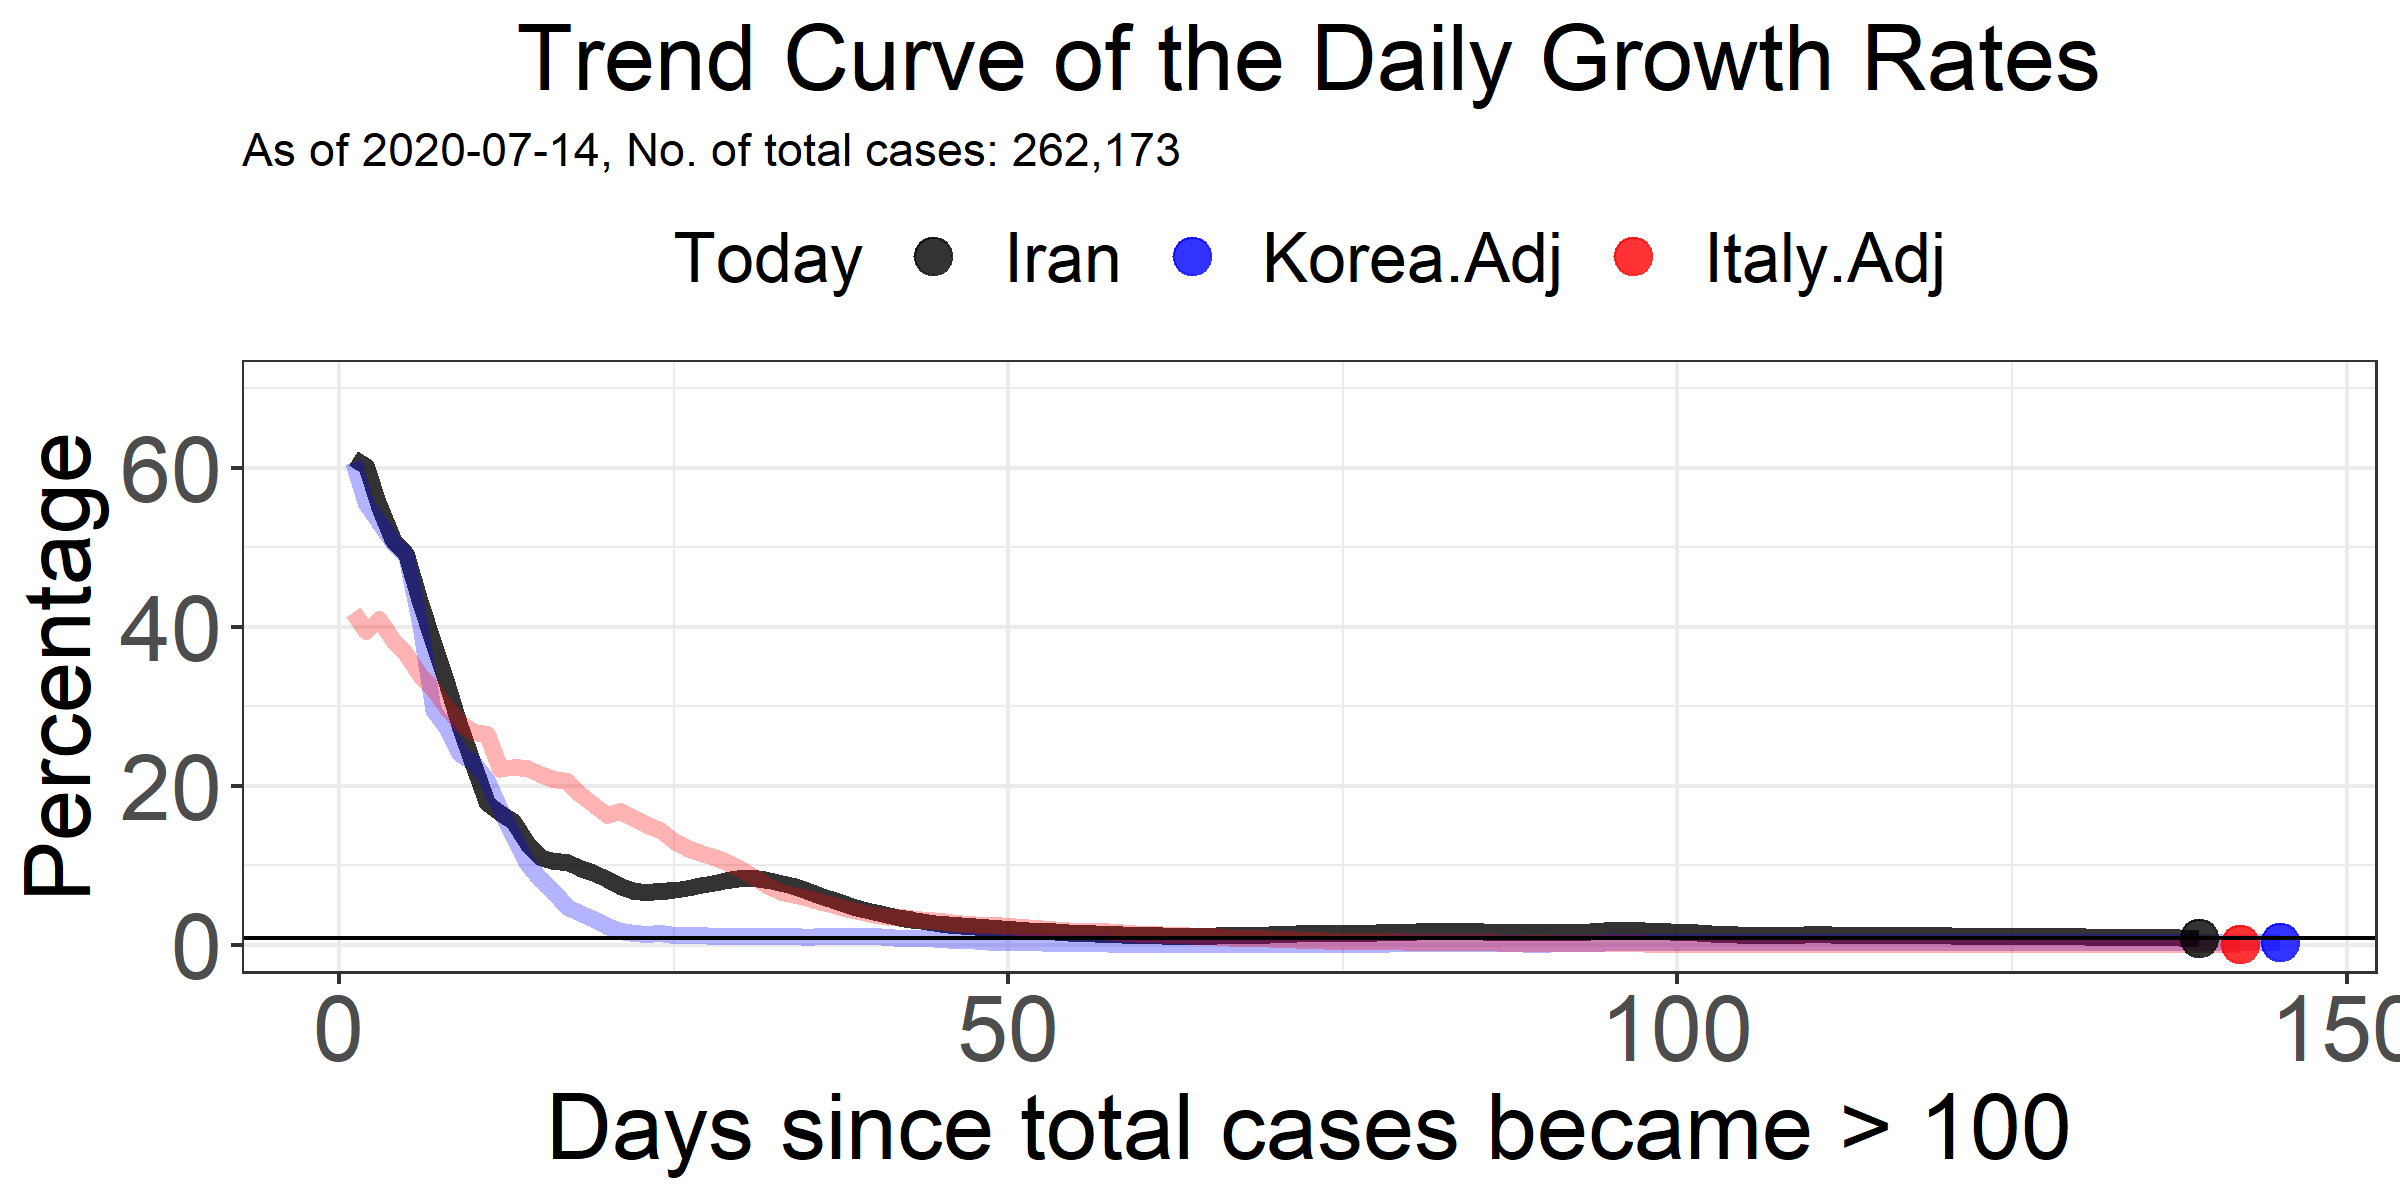 Trend Curve of the Daily Growth Rates
As of 2020-07-14, No. of total cases: 262,173
Today Iran Korea.Adj Italy.Adj
Percentage
60
40
20
0
0 50 100 150
Days since total cases became > 100